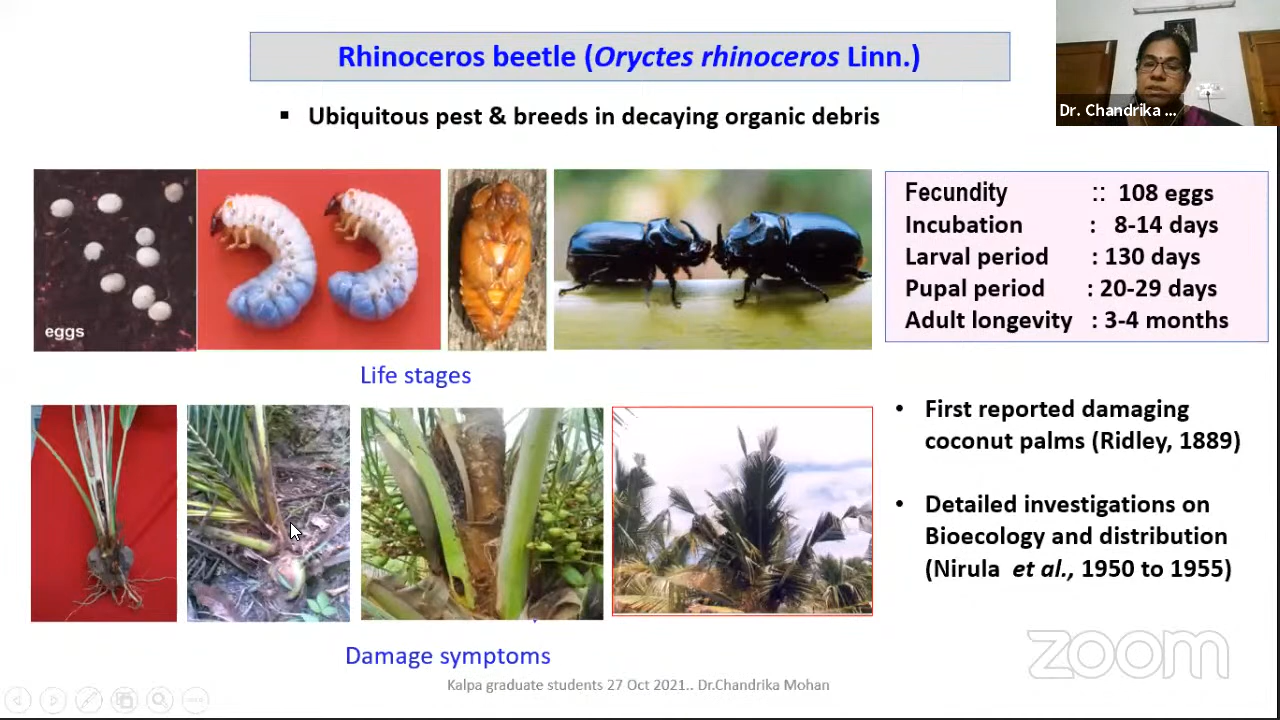 Rhinoceros beetle (Oryctes rhinoceros Linn.)
▪ Ubiquitous pest & breeds in decaying organic debris
Dr. Chandrika ...
eggs
Fecundity :: 108 eggs
Incubation : 8-14 days
Larval period : 130 days
Pupal period : 20-29 days
Adult longevity : 3-4 months
Life stages
• First reported damaging
coconut palms (Ridley, 1889)
• Detailed investigations on
Bioecology and distribution
(Nirula et al., 1950 to 1955)
Damage symptoms
Kalpa graduate students 27 Oct 2021.. Dr.Chandrika Mohan
zoom